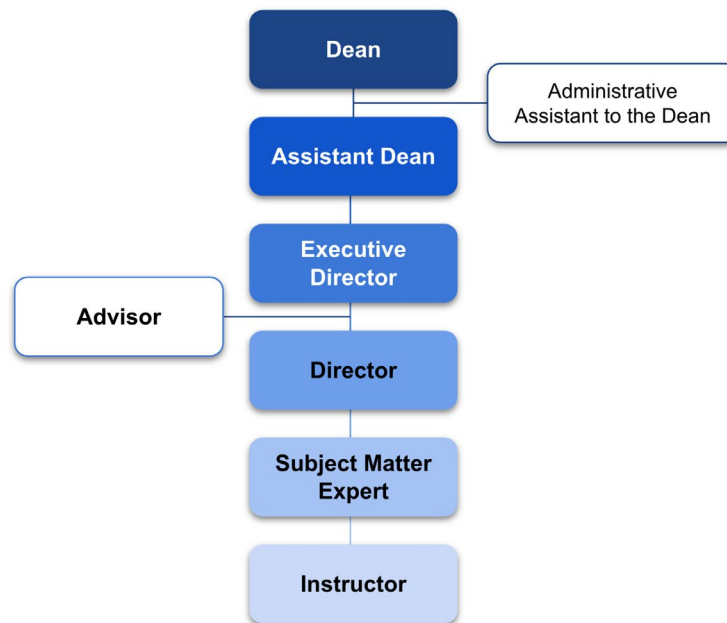 Dean
Administrative
Assistant to the Dean
Assistant Dean
Executive
Director
Advisor
Director
Subject Matter
Expert
Instructor